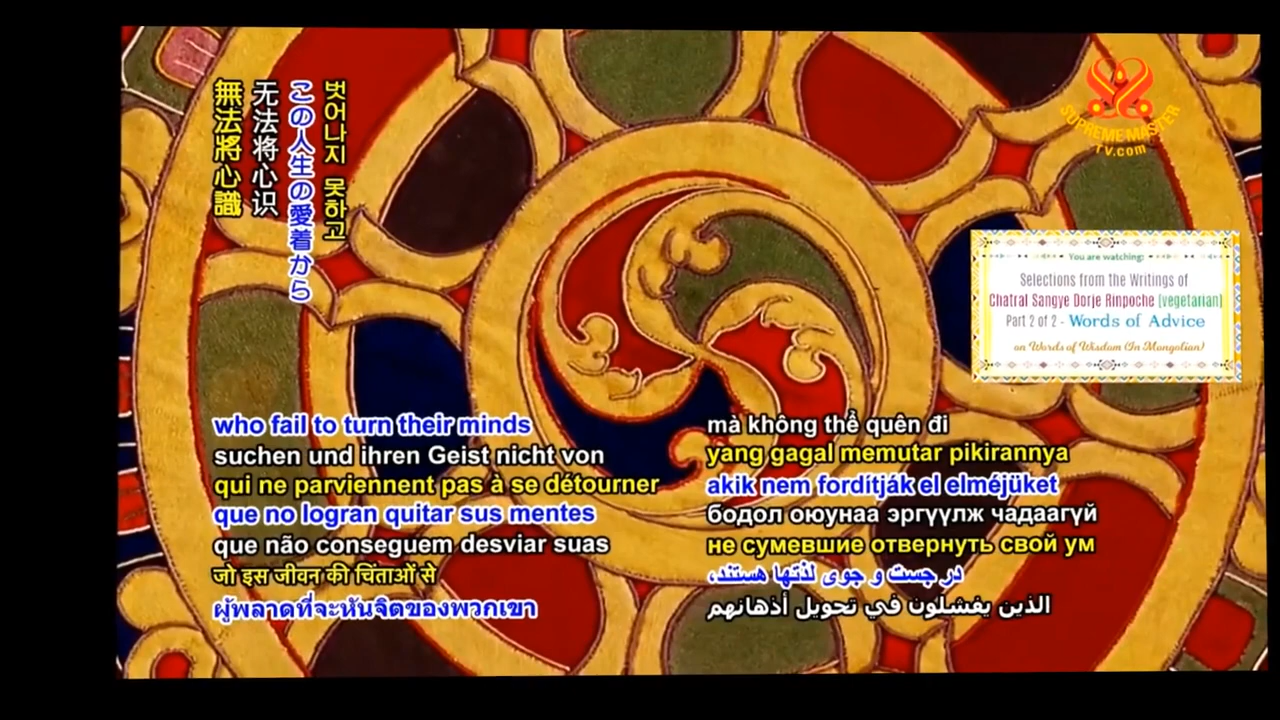 벗어나지 못하고
この人生の愛着から
无法将心识
無法將心識
SUPREME MASTER
TV.com
You are watching:
Selections from the Writings of
Chatral Sangye Dorje Rinpoche (vegetarian)
Part 2 of 2 - Words of Advice
on Words of Wisdom (In Mongolian)
who fail to turn their minds
suchen und ihren Geist nicht von
qui ne parviennent pas à se détourner
que no logran quitar sus mentes
que não conseguem desviar suas
जो इस जीवन की चिंताओं से
ผู้พลาดที่จะหันจิตของพวกเขา
mà không thể quên đi
yang gagal memutar pikirannya
akik nem fordítják el elméjüket
бодол оюунаа эргүүлж чадаагүй
не сумевшие отвернуть свой ум
در جست و جوی لذتها هستند،
الذين يفشلون في تحويل أذهانهم